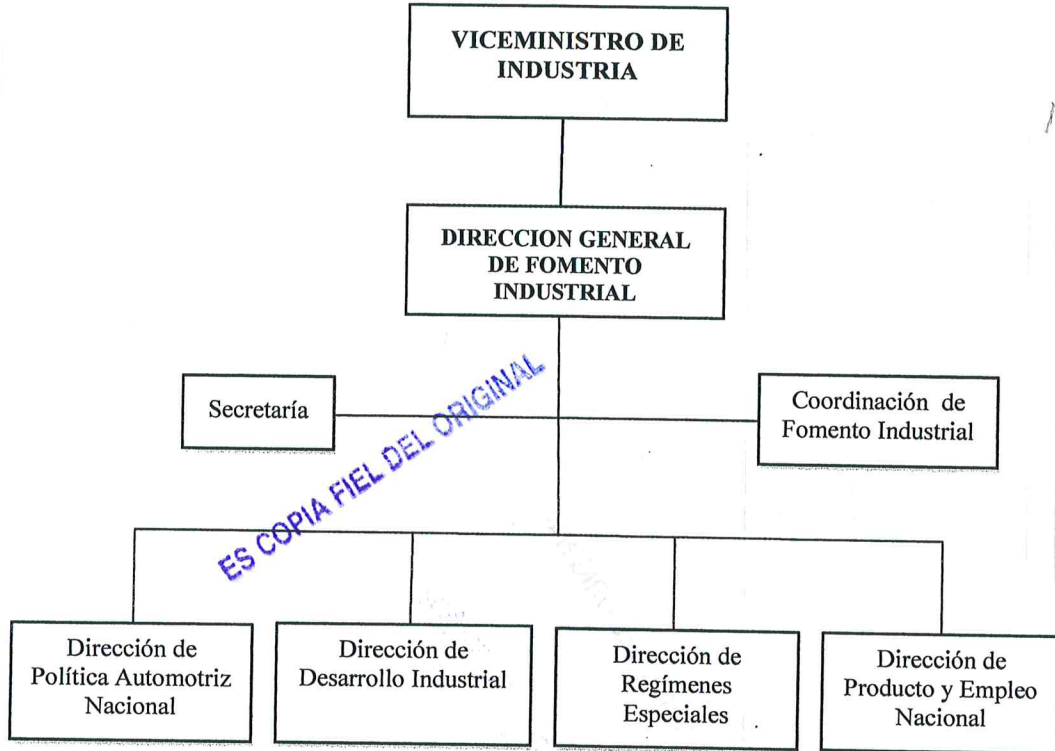 VICEMINISTRO DE
INDUSTRIA
DIRECCION GENERAL
DE FOMENTO
INDUSTRIAL
Secretaría
Coordinación de
Fomento Industrial
ES COPIA FIEL DEL ORIGINAL
Dirección de
Política Automotriz
Nacional
Dirección de
Desarrollo Industrial
Dirección de
Regímenes
Especiales
Dirección de
Producto y Empleo
Nacional